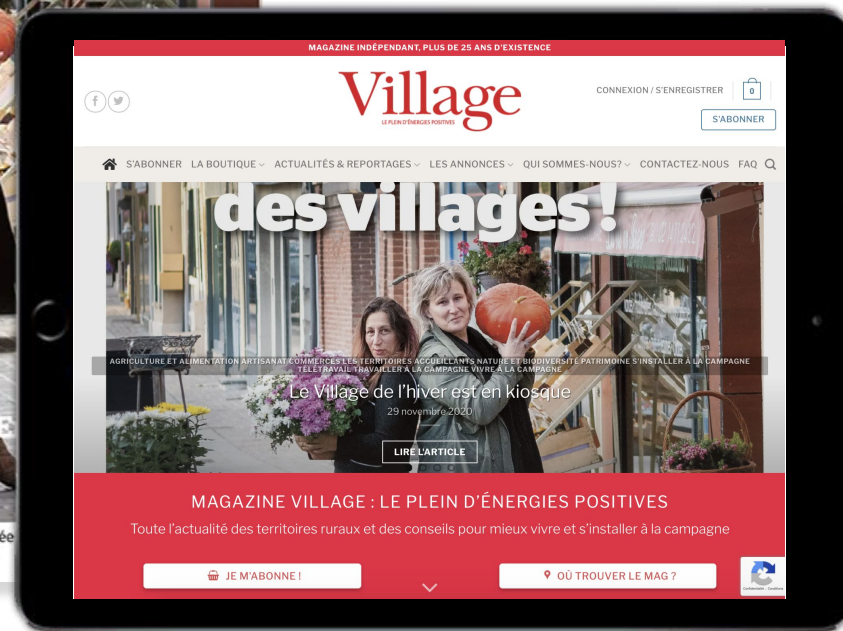 MAGAZINE INDÉPENDANT, PLUS DE 25 ANS D'EXISTENCE
Village
LE PLEIN D'ÉNERGIES POSITIVES
CONNEXION / S'ENREGISTRER
0
S'ABONNER
S'ABONNER LA BOUTIQUE ACTUALITÉS & REPORTAGES LES ANNONCES QUI SOMMES-NOUS? CONTACTEZ-NOUS FAQ
des villages !
AGRICULTURE ET ALIMENTATION ARTISANAT COMMERCES LES TERRITOIRES ACCUEILLANTS NATURE ET BIODIVERSITÉ PATRIMOINE S'INSTALLER À LA CAMPAGNE
TÉLÉTRAVAIL TRAVAILLER À LA CAMPAGNE VIVRE À LA CAMPAGNE
Le Village de l'hiver est en kiosque
29 novembre 2020
LIRE L'ARTICLE
MAGAZINE VILLAGE : LE PLEIN D'ÉNERGIES POSITIVES
Toute l'actualité des territoires ruraux et des conseils pour mieux vivre et s'installer à la campagne
JE M'ABONNE !
OÙ TROUVER LE MAG ?